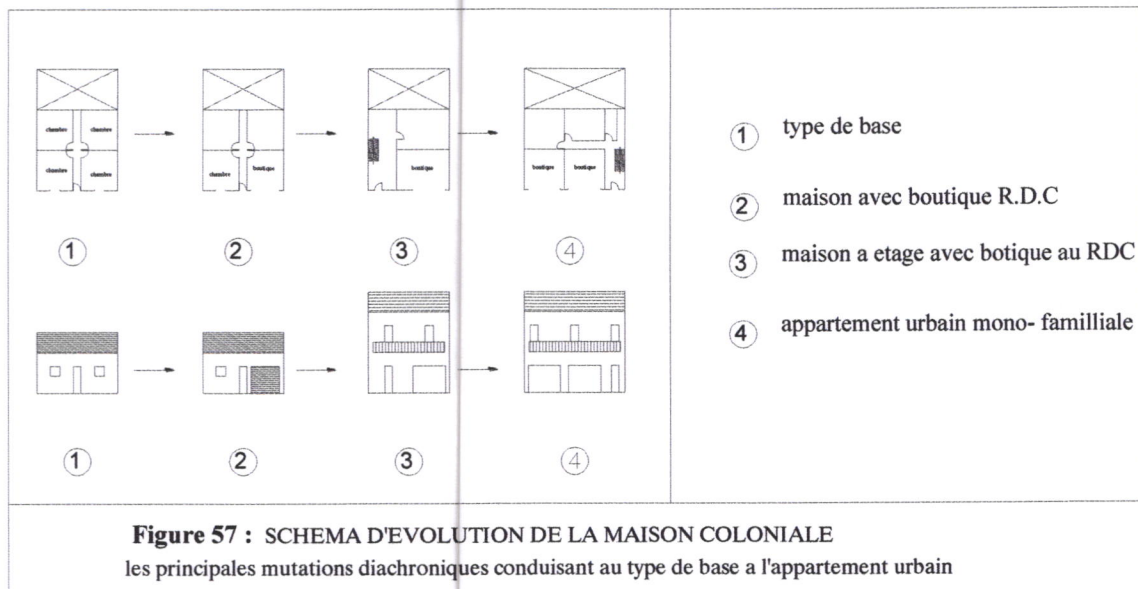 chambre chambre
chambre chambre
chambre boutique
boutique
boutique boutique
1 2 3 4
1 2 3 4
1 type de base
2 maison avec boutique R.D.C
3 maison a etage avec botique au RDC
4 appartement urbain mono- familliale
Figure 57 : SCHEMA D'EVOLUTION DE LA MAISON COLONIALE
les principales mutations diachroniques conduisant au type de base a l'appartement urbain